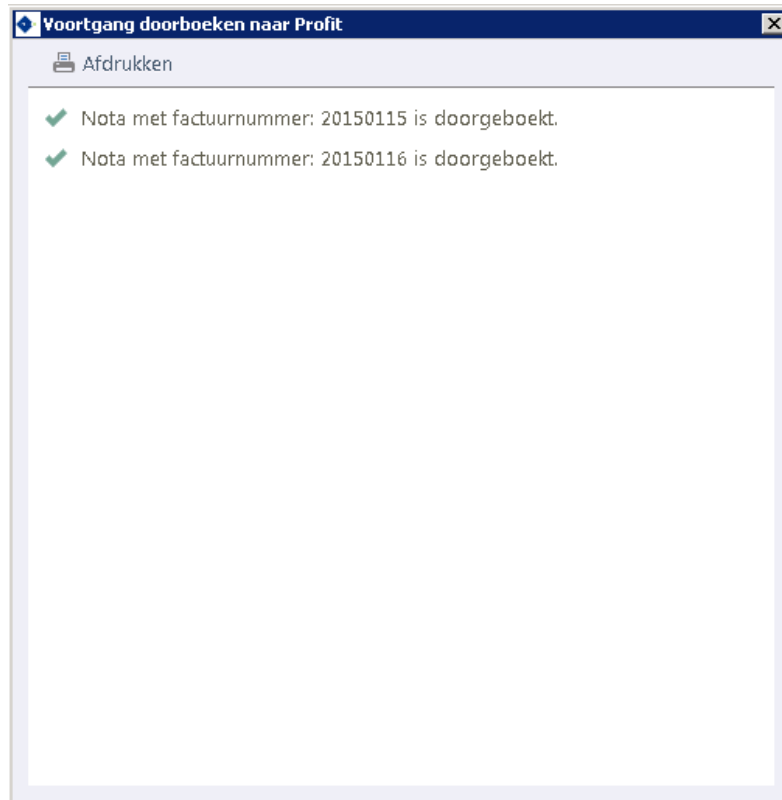 Voortgang doorboeken naar Profit
Afdrukken
Nota met factuurnummer: 20150115 is doorgeboekt.
Nota met factuurnummer: 20150116 is doorgeboekt.